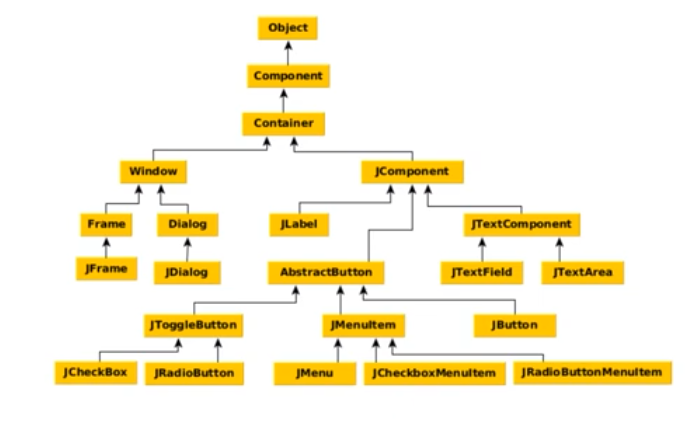 Object
Component
Container
Window
JComponent
Frame
Dialog
JLabel
JTextComponent
JFrame
JDialog
AbstractButton
JTextField
JTextArea
JToggleButton
JMenuItem
JButton
JCheckBox
JRadioButton
JMenu
JCheckboxMenuItem
JRadioButtonMenuItem